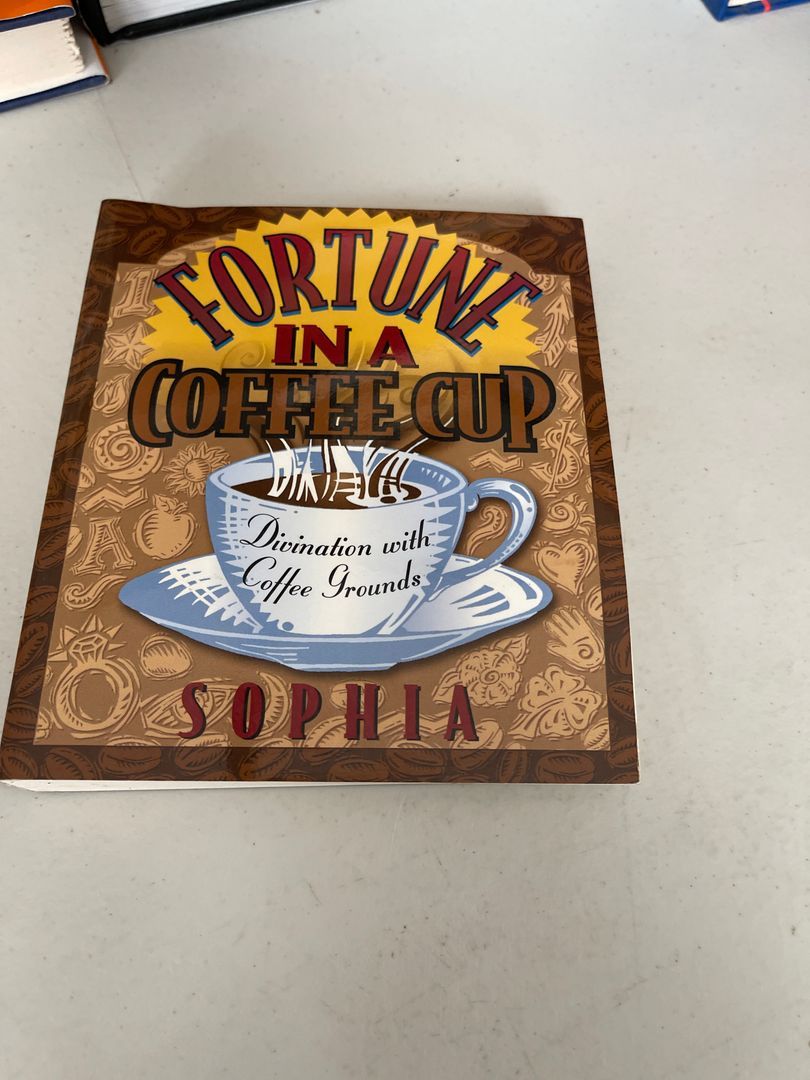 FORTUNE
IN A
COFFEE CUP
Divination with
Coffee Grounds
SOPHIA